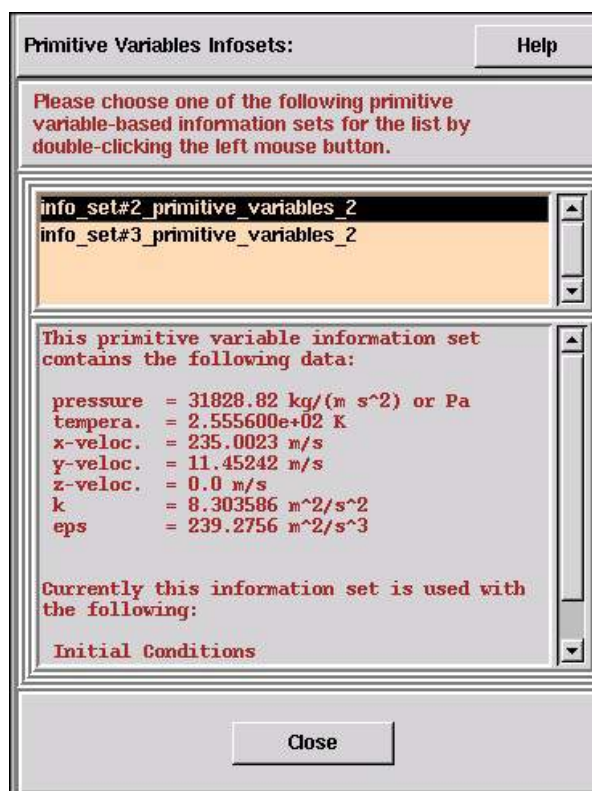 Primitive Variables Infosets:
Help
Please choose one of the following primitive
variable-based information sets for the list by
double-clicking the left mouse button.
info_set#2_primitive_variables_2
info_set#3_primitive_variables_2
This primitive variable information set
contains the following data:
pressure = 31828.82 kg/(m s^2) or Pa
tempera. = 2.555600e+02 K
x-veloc. = 235.0023 m/s
y-veloc. = 11.45242 m/s
z-veloc. = 0.0 m/s
k = 8.303586 m^2/s^2
eps = 239.2756 m^2/s^3
Currently this information set is used with
the following:
Initial Conditions
Close